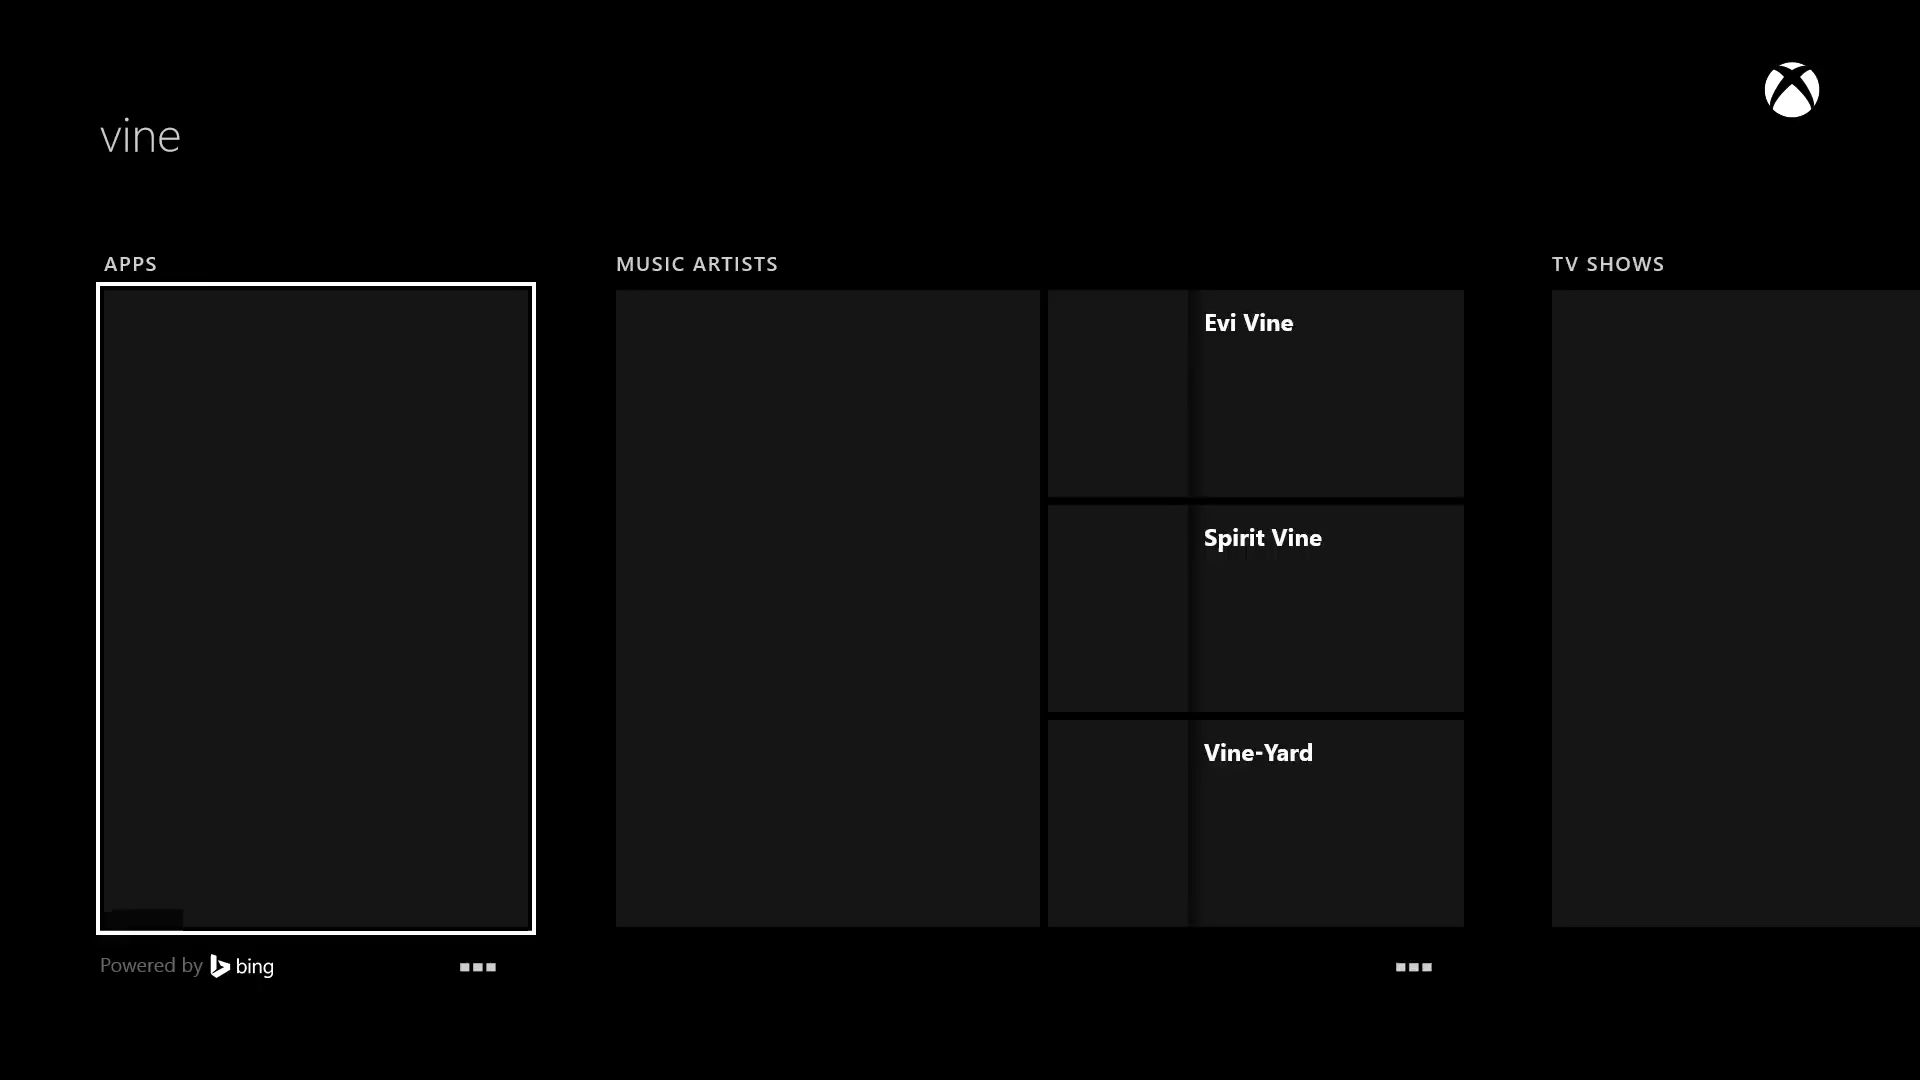 vine
APPS
MUSIC ARTISTS
TV SHOWS
Evi Vine
Spirit Vine
Vine-Yard
Powered by bing